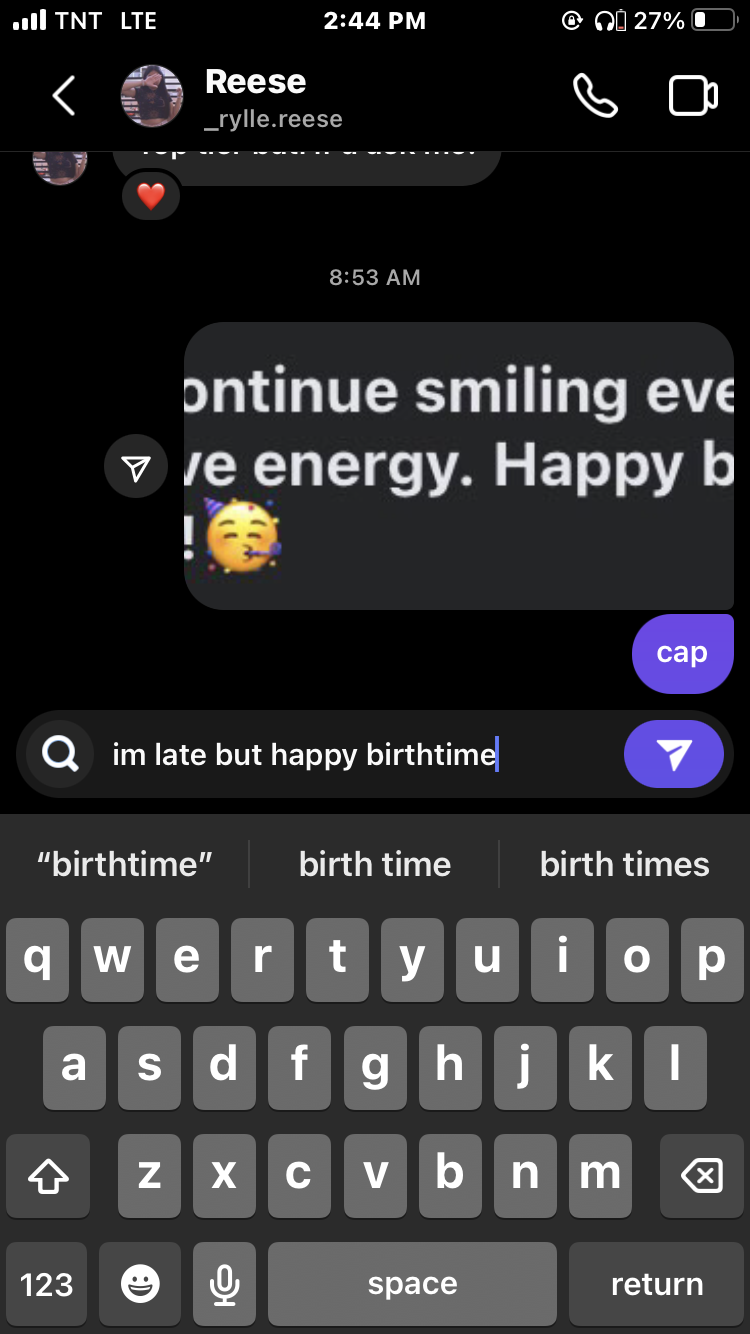 TNT LTE 2:44 PM 27%
Reese
_rylle.reese
8:53 AM
ontinue smiling eve
ve energy. Happy b
!
cap
im late but happy birthtime
“birthtime” birth time birth times
q w e r t y u i o p
a s d f g h j k l
z x c v b n m
123 space return